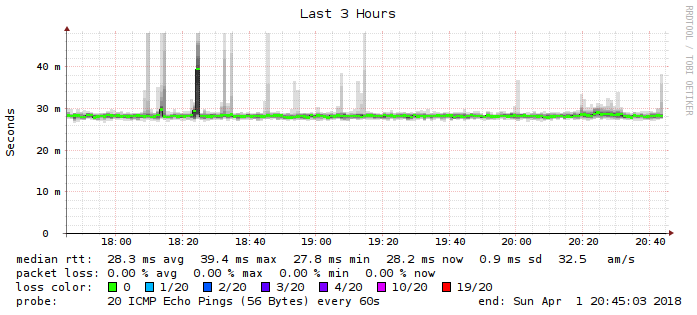 Last 3 Hours
RRDTOOL / TOBI OETIKER
Seconds
40 m
30 m
20 m
10 m
0
18:00 18:20 18:40 19:00 19:20 19:40 20:00 20:20 20:40
median rtt: 28.3 ms avg 39.4 ms max 27.8 ms min 28.2 ms now 0.9 ms sd 32.5 am/s
packet loss: 0.00 % avg 0.00 % max 0.00 % min 0.00 % now
loss color: 0 1/20 2/20 3/20 4/20 10/20 19/20
probe: 20 ICMP Echo Pings (56 Bytes) every 60s end: Sun Apr 1 20:45:03 2018